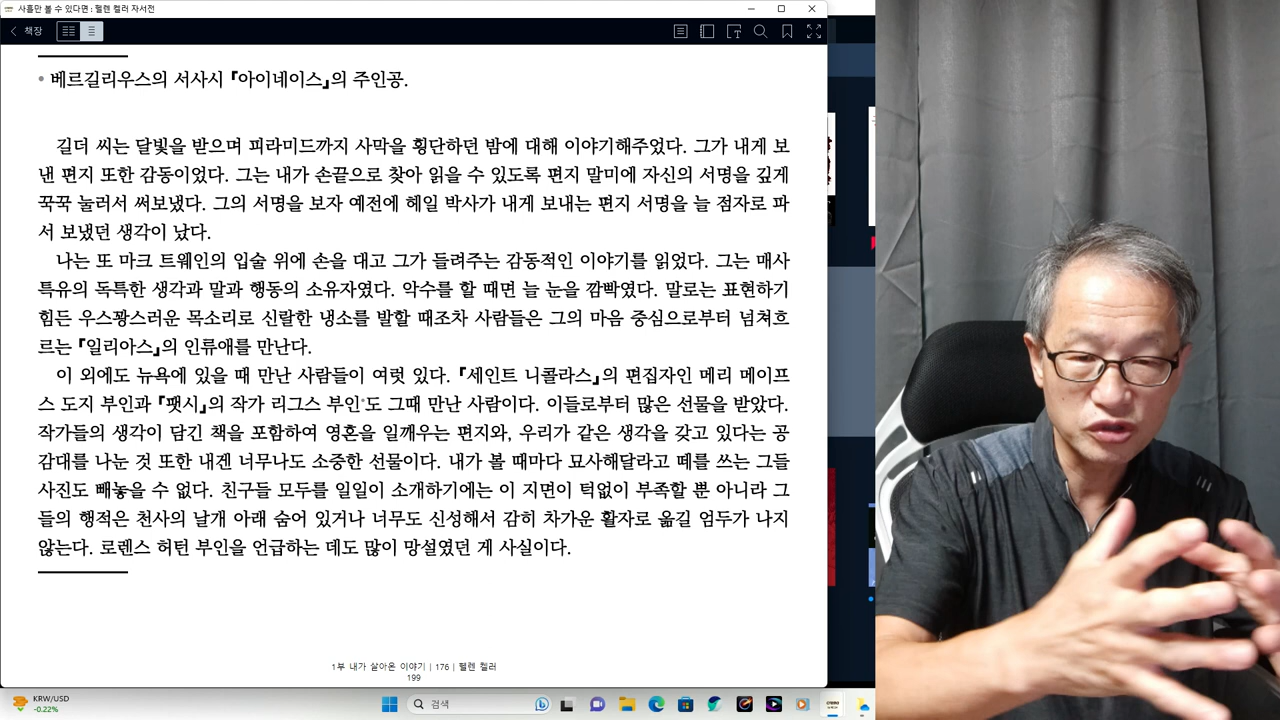 사흘만 볼 수 있다면 : 헬렌 켈러 자서전
책장
• 베르길리우스의 서사시 『아이네이스』의 주인공.
길더 씨는 달빛을 받으며 피라미드까지 사막을 횡단하던 밤에 대해 이야기해주었다. 그가 내게 보
낸 편지 또한 감동이었다. 그는 내가 손끝으로 찾아 읽을 수 있도록 편지 말미에 자신의 서명을 깊게
꾹꾹 눌러서 써보냈다. 그의 서명을 보자 예전에 헤일 박사가 내게 보내는 편지 서명을 늘 점자로 파
서 보냈던 생각이 났다.
나는 또 마크 트웨인의 입술 위에 손을 대고 그가 들려주는 감동적인 이야기를 읽었다. 그는 매사
특유의 독특한 생각과 말과 행동의 소유자였다. 악수를 할 때면 늘 눈을 깜빡였다. 말로는 표현하기
힘든 우스꽝스러운 목소리로 신랄한 냉소를 발할 때조차 사람들은 그의 마음 중심으로부터 넘쳐흐
르는 『일리아스』의 인류애를 만난다.
이 외에도 뉴욕에 있을 때 만난 사람들이 여럿 있다. 『세인트 니콜라스』의 편집자인 메리 메이프
스 도지 부인과 『팻시』의 작가 리그스 부인•도 그때 만난 사람이다. 이들로부터 많은 선물을 받았다.
작가들의 생각이 담긴 책을 포함하여 영혼을 일깨우는 편지와, 우리가 같은 생각을 갖고 있다는 공
감대를 나눈 것 또한 내겐 너무나도 소중한 선물이다. 내가 볼 때마다 묘사해달라고 떼를 쓰는 그들
사진도 빼놓을 수 없다. 친구들 모두를 일일이 소개하기에는 이 지면이 턱없이 부족할 뿐 아니라 그
들의 행적은 천사의 날개 아래 숨어 있거나 너무도 신성해서 감히 차가운 활자로 옮길 엄두가 나지
않는다. 로렌스 허턴 부인을 언급하는 데도 많이 망설였던 게 사실이다.
1부 내가 살아온 이야기 | 176 | 헬렌 켈러
199
KRW/USD
-0.22%
검색